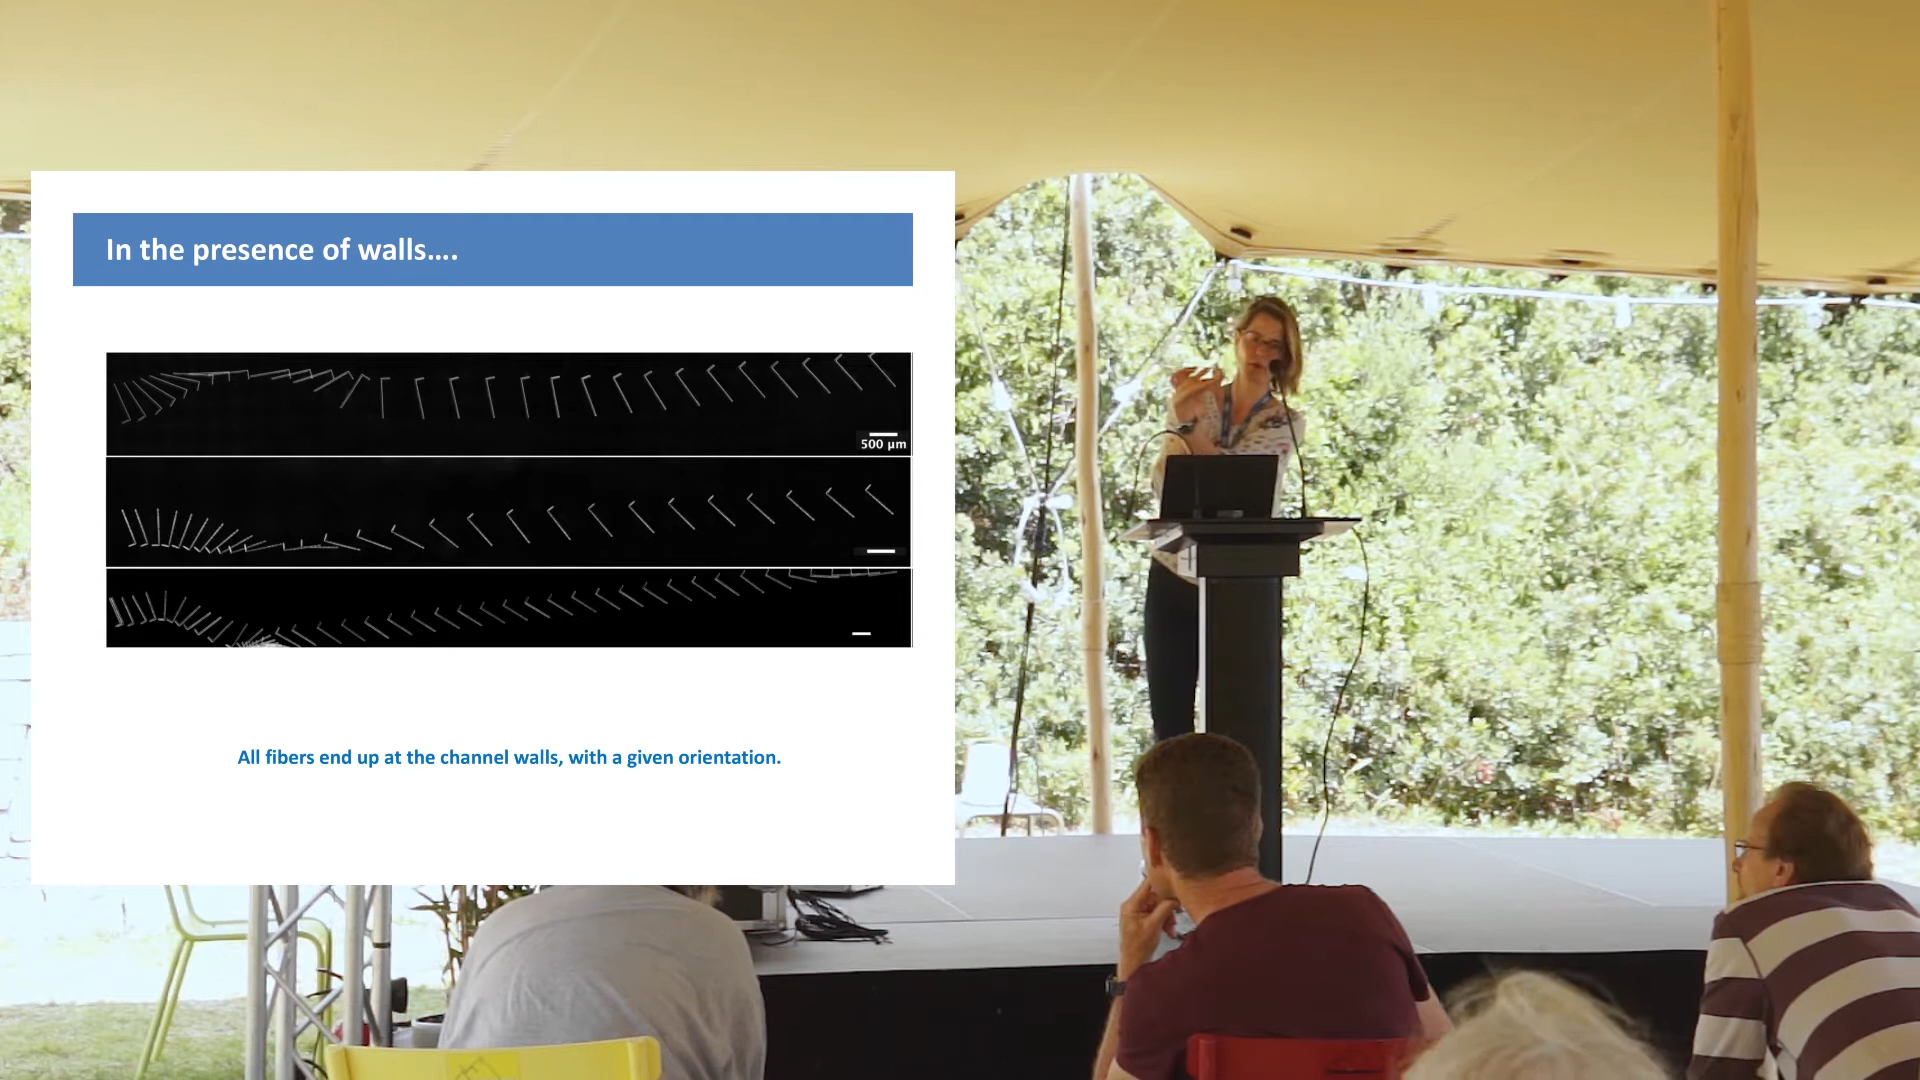 In the presence of walls....
500 µm
All fibers end up at the channel walls, with a given orientation.